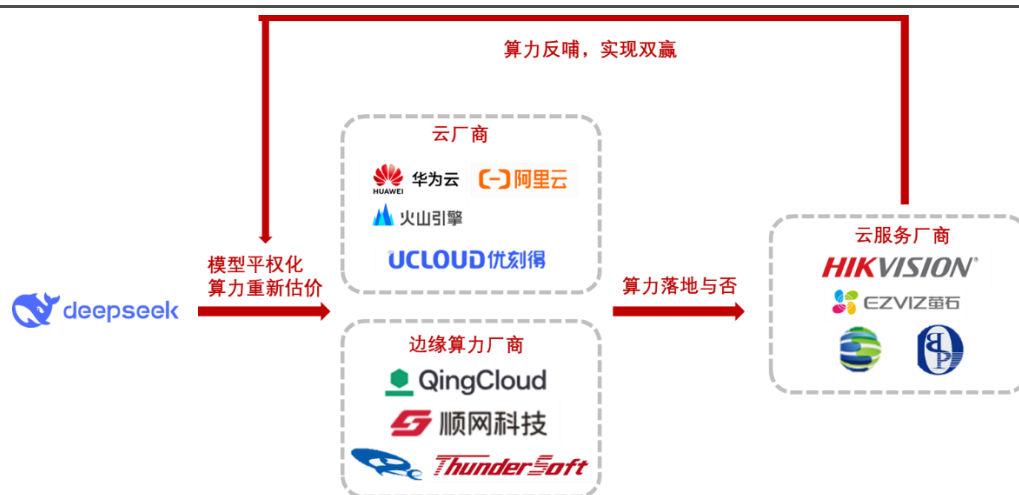 算力反哺，实现双赢
云厂商
HUAWEI
华为云
阿里云
火山引擎
UCLOUD优刻得
模型平权化
算力重新估价
deepseek
算力落地与否
云服务厂商
HIKVISION®
EZVIZ萤石
边缘算力厂商
QingCloud
顺网科技
ThunderSoft